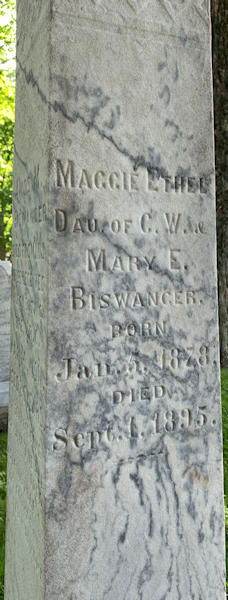 MAGGIE ETHEL
DAU. OF C. W. &
MARY E.
BISWANGER.
BORN
Jan. 5, 1878.
DIED
Sept. 1, 1895.